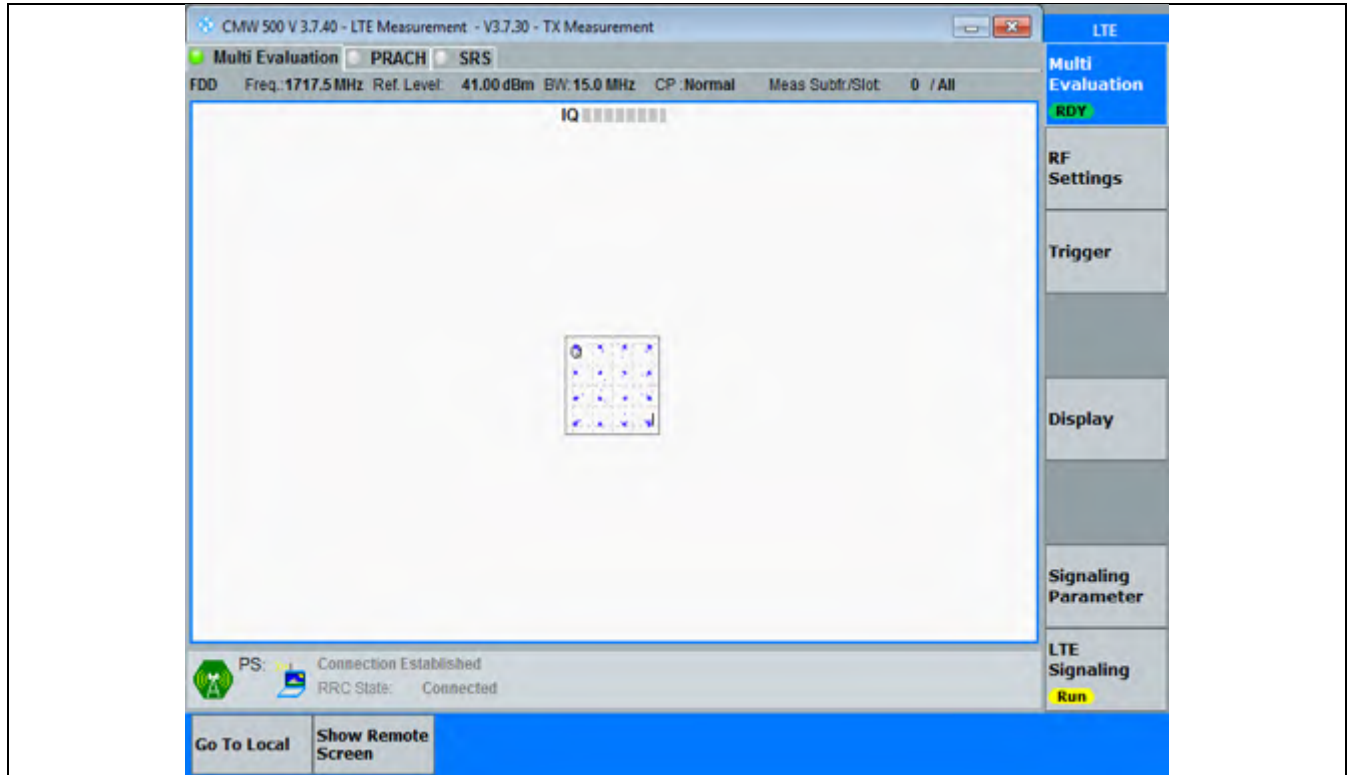 CMW 500 V 3.7.40 - LTE Measurement - V3.7.30 - TX Measurement
LTE
Multi Evaluation PRACH SRS
FDD Freq.:1717.5 MHz Ref. Level: 41.00 dBm BW:15.0 MHz CP :Normal Meas Subfr./Slot: 0 / All
IQ
Multi
Evaluation
RDY
RF
Settings
Trigger
Display
Signaling
Parameter
LTE
Signaling
Run
PS: Connection Established
RRC State: Connected
Go To Local
Show Remote
Screen